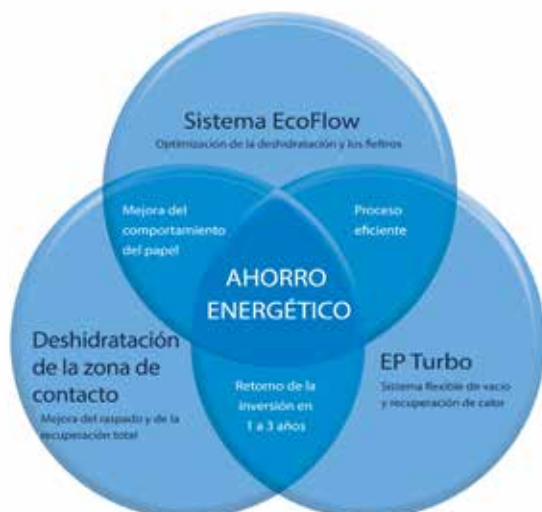 Sistema EcoFlow
Optimización de la deshidratación y los fieltros
Mejora del
comportamiento
del papel
Proceso
eficiente
AHORRO
ENERGÉTICO
Deshidratación
de la zona de
contacto
Mejora del raspado y de la
recuperación total
EP Turbo
Sistema flexible de vacío
y recuperación de calor
Retorno de la
inversión en
1 a 3 años